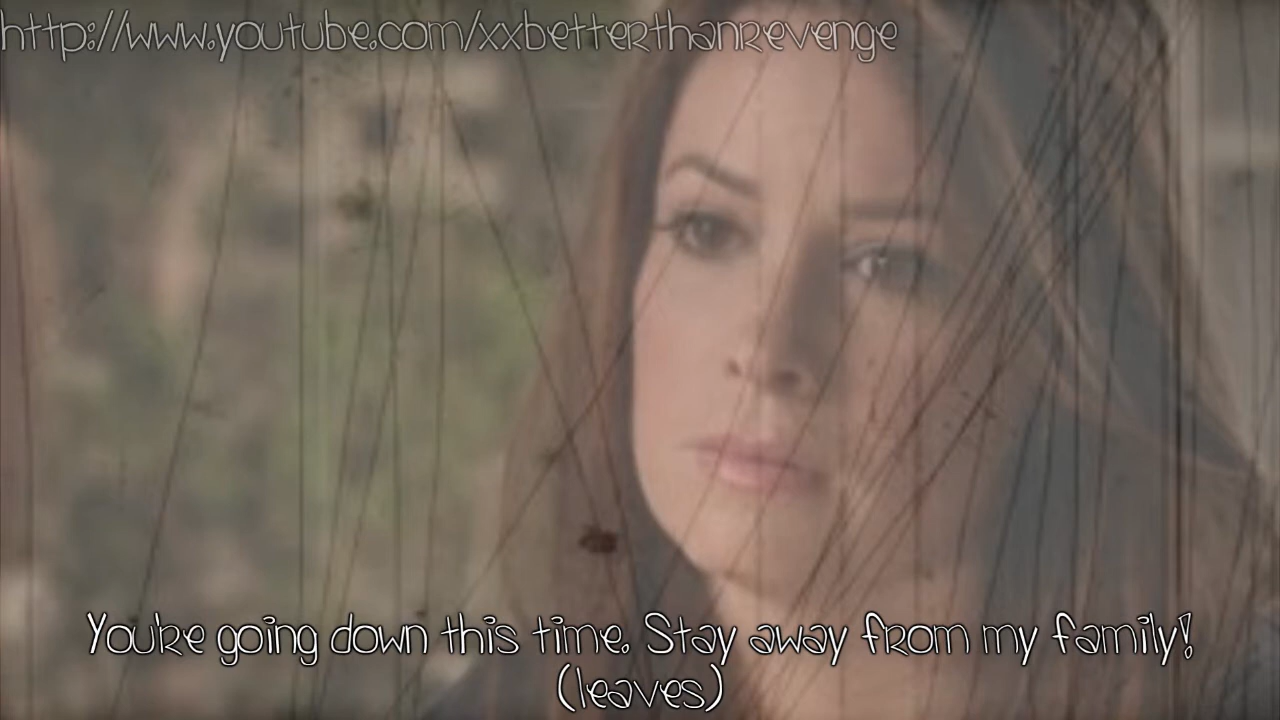 http://www.youtube.com/xxbetterthanrevenge
You're going down this time. Stay away from my family!
(leaves)